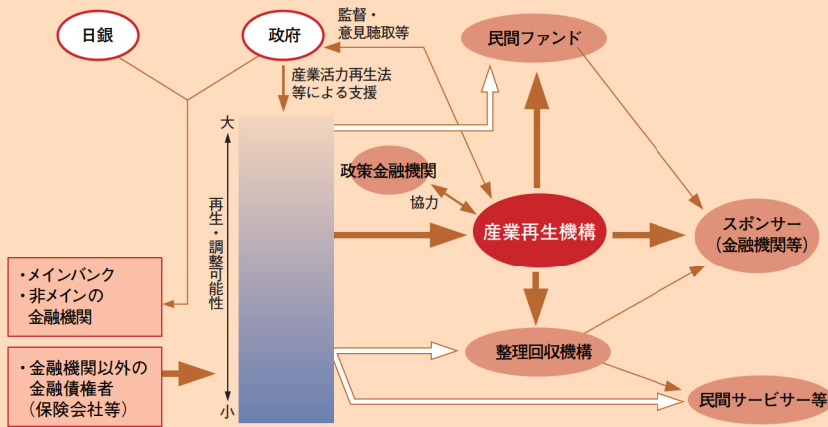 日銀
政府
監督・
意見聴取等
民間ファンド
産業活力再生法
等による支援
大
再生・調整可能性
小
政策金融機関
協力
産業再生機構
スポンサー
(金融機関等)
・メインバンク
・非メインの
金融機関
・金融機関以外の
金融債権者
(保険会社等)
整理回収機構
民間サービサー等